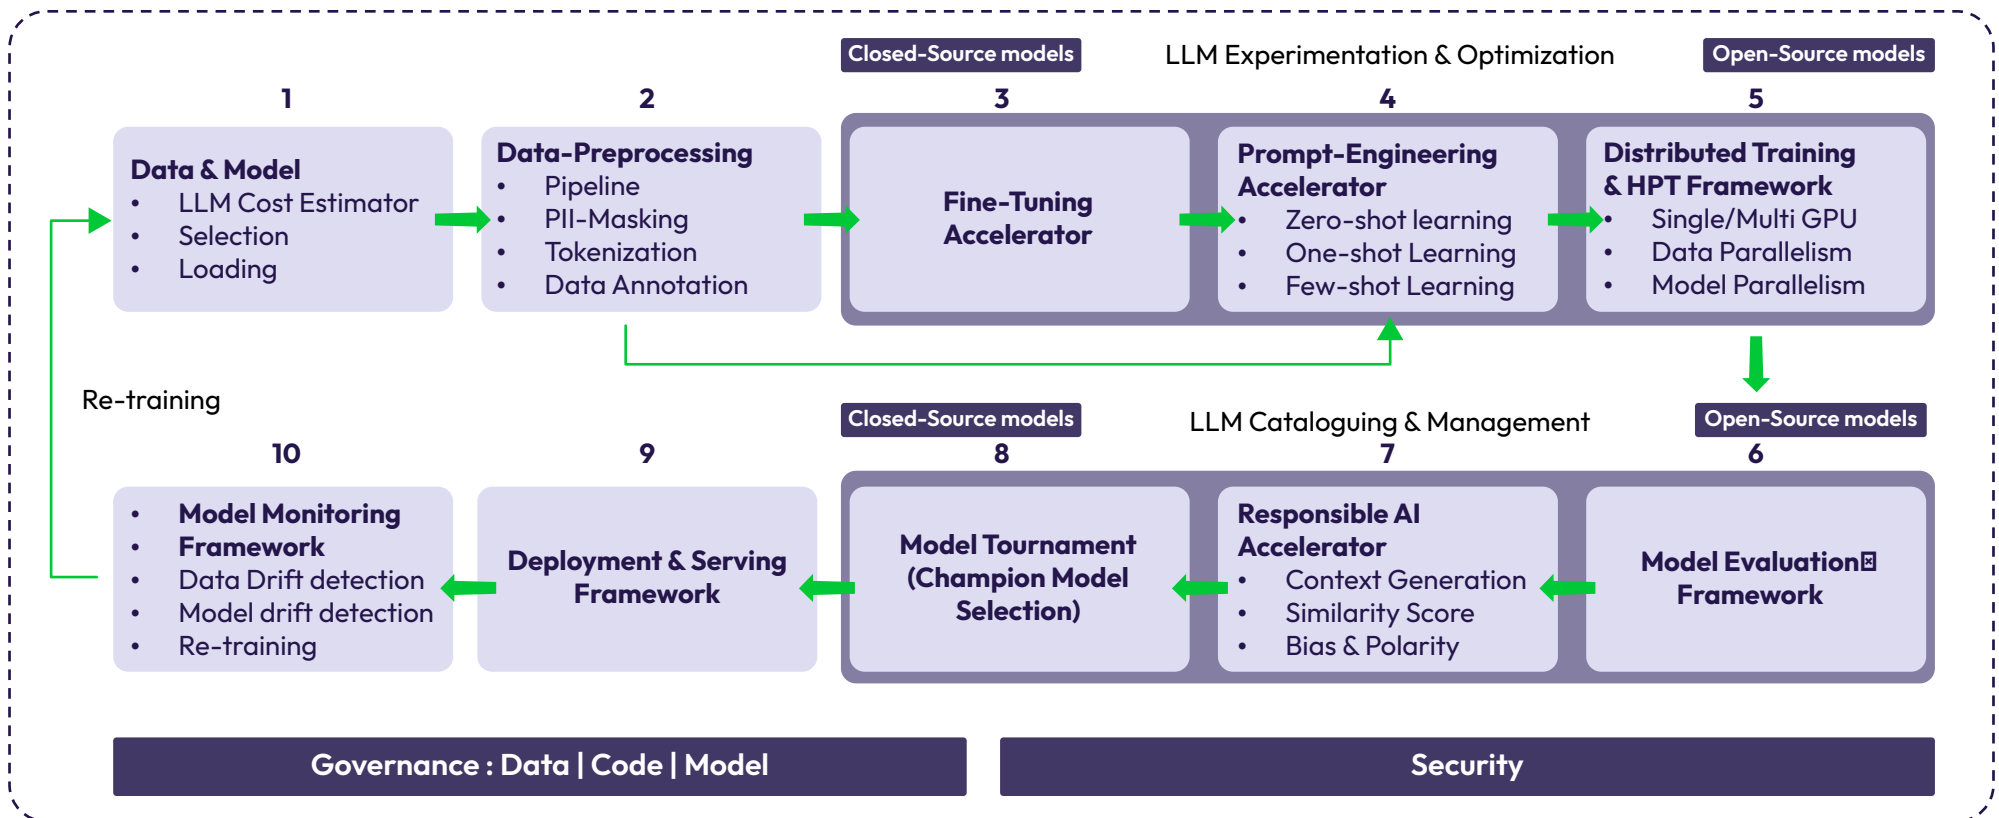 Closed-Source models
LLM Experimentation & Optimization
Open-Source models
1
2
3
4
5
Data & Model
• LLM Cost Estimator
• Selection
• Loading
Data-Preprocessing
• Pipeline
• PII-Masking
• Tokenization
• Data Annotation
Fine-Tuning
Accelerator
Prompt-Engineering
Accelerator
• Zero-shot learning
• One-shot Learning
• Few-shot Learning
Distributed Training
& HPT Framework
• Single/Multi GPU
• Data Parallelism
• Model Parallelism
Re-training
Closed-Source models
LLM Cataloguing & Management
Open-Source models
10
9
8
7
6
• Model Monitoring
• Framework
• Data Drift detection
• Model drift detection
• Re-training
Deployment & Serving
Framework
Model Tournament
(Champion Model
Selection)
Responsible AI
Accelerator
• Context Generation
• Similarity Score
• Bias & Polarity
Model Evaluation
Framework
Governance : Data | Code | Model
Security